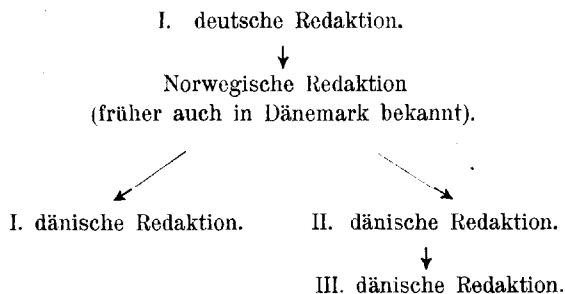 I. deutsche Redaktion.
Norwegische Redaktion
(früher auch in Dänemark bekannt).
I. dänische Redaktion.
II. dänische Redaktion.
III. dänische Redaktion.